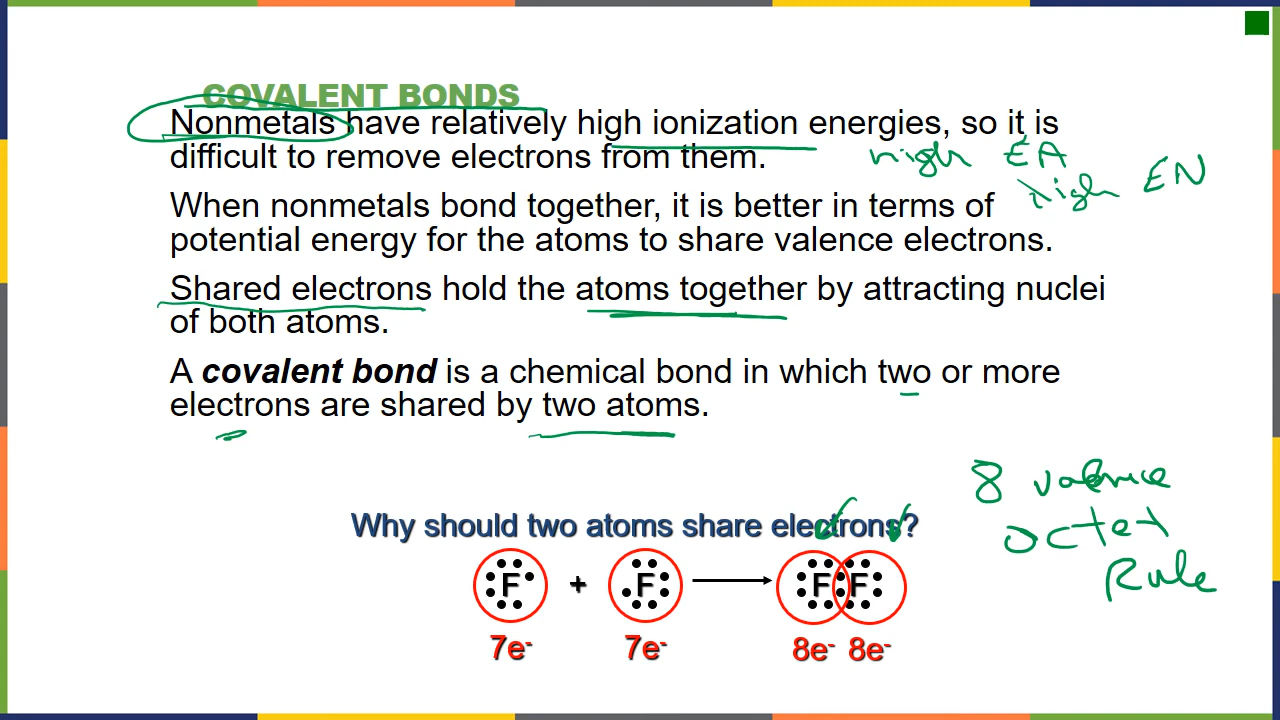 COVALENT BONDS
Nonmetals have relatively high ionization energies, so it is
difficult to remove electrons from them.
high EA
high EN
When nonmetals bond together, it is better in terms of
potential energy for the atoms to share valence electrons.
Shared electrons hold the atoms together by attracting nuclei
of both atoms.
A covalent bond is a chemical bond in which two or more
electrons are shared by two atoms.
8 valence
octet
Rule
Why should two atoms share electrons?
F + F F F
7e- 7e- 8e- 8e-